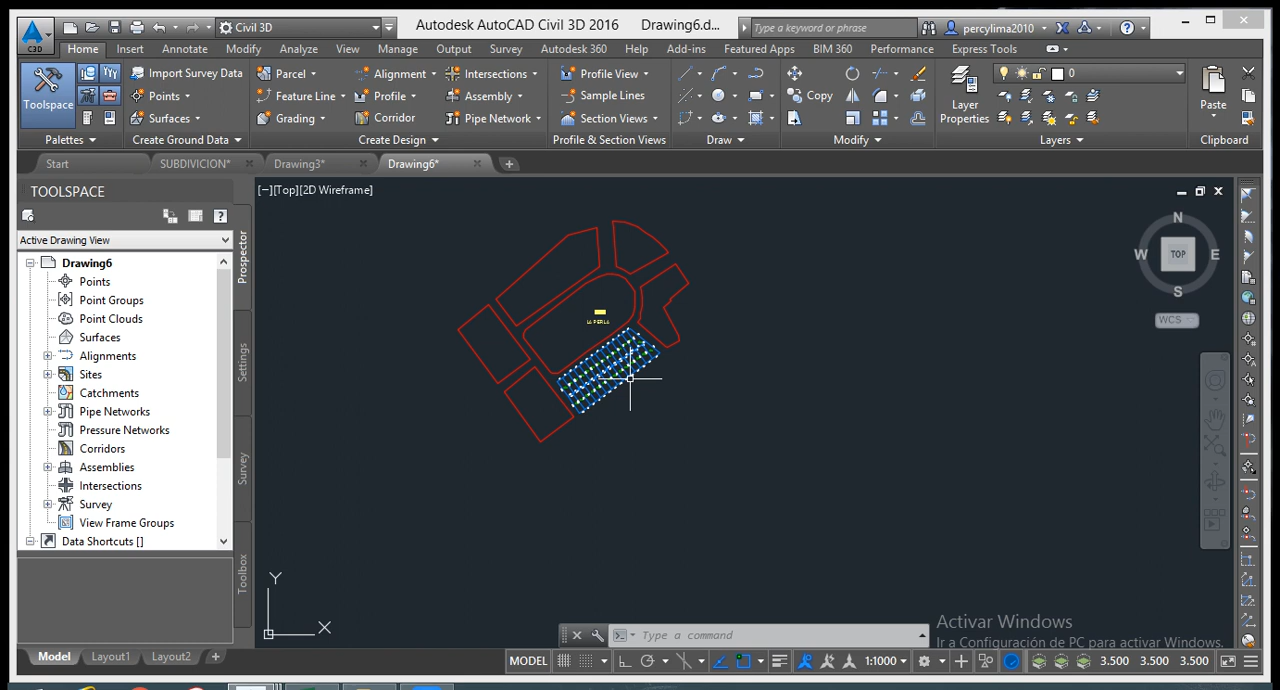 Civil 3D
Autodesk AutoCAD Civil 3D 2016 Drawing6.d...
Type a keyword or phrase
percylima2010
C3D
Home Insert Annotate Modify Analyze View Manage Output Survey Autodesk 360 Help Add-ins Featured Apps BIM 360 Performance Express Tools
Toolspace
Import Survey Data
Points
Surfaces
Parcel
Feature Line
Grading
Alignment
Profile
Corridor
Intersections
Assembly
Pipe Network
Profile View
Sample Lines
Section Views
Copy
Layer
Properties
0
Paste
Palettes Create Ground Data Create Design Profile & Section Views Draw Modify Layers Clipboard
Start SUBDIVICION* Drawing3* Drawing6*
TOOLSPACE
Active Drawing View
Drawing6
Points
Point Groups
Point Clouds
Surfaces
Alignments
Sites
Catchments
Pipe Networks
Pressure Networks
Corridors
Assemblies
Intersections
Survey
View Frame Groups
Data Shortcuts []
Prospector
Settings
Survey
Toolbox
[−][Top][2D Wireframe]
LA PERLA
N
W TOP E
S
WCS
Y
X
Type a command
Activar Windows
Ir a Configuración de PC para activar Windows.
Model Layout1 Layout2 +
MODEL 1:1000 3.500 3.500 3.500